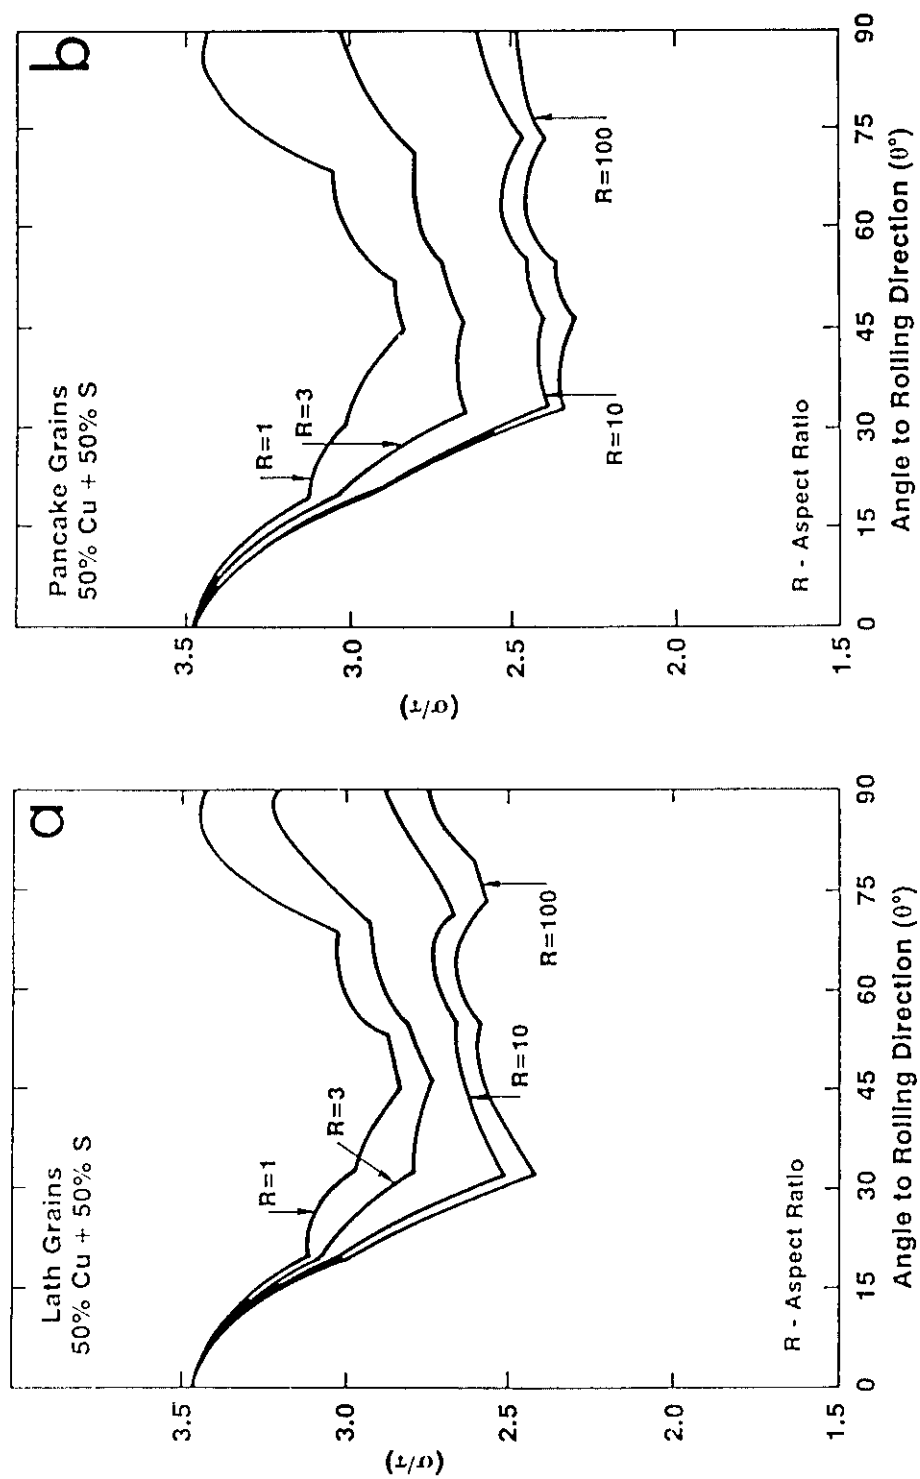 a
Lath Grains
50% Cu + 50% S
(σ/τ)
3.5
3.0
2.5
2.0
1.5
R=1
R=3
R=10
R=100
R - Aspect Ratio
0 15 30 45 60 75 90
Angle to Rolling Direction (θ°)
b
Pancake Grains
50% Cu + 50% S
(σ/τ)
3.5
3.0
2.5
2.0
1.5
R=1
R=3
R=10
R=100
R - Aspect Ratio
0 15 30 45 60 75 90
Angle to Rolling Direction (θ°)